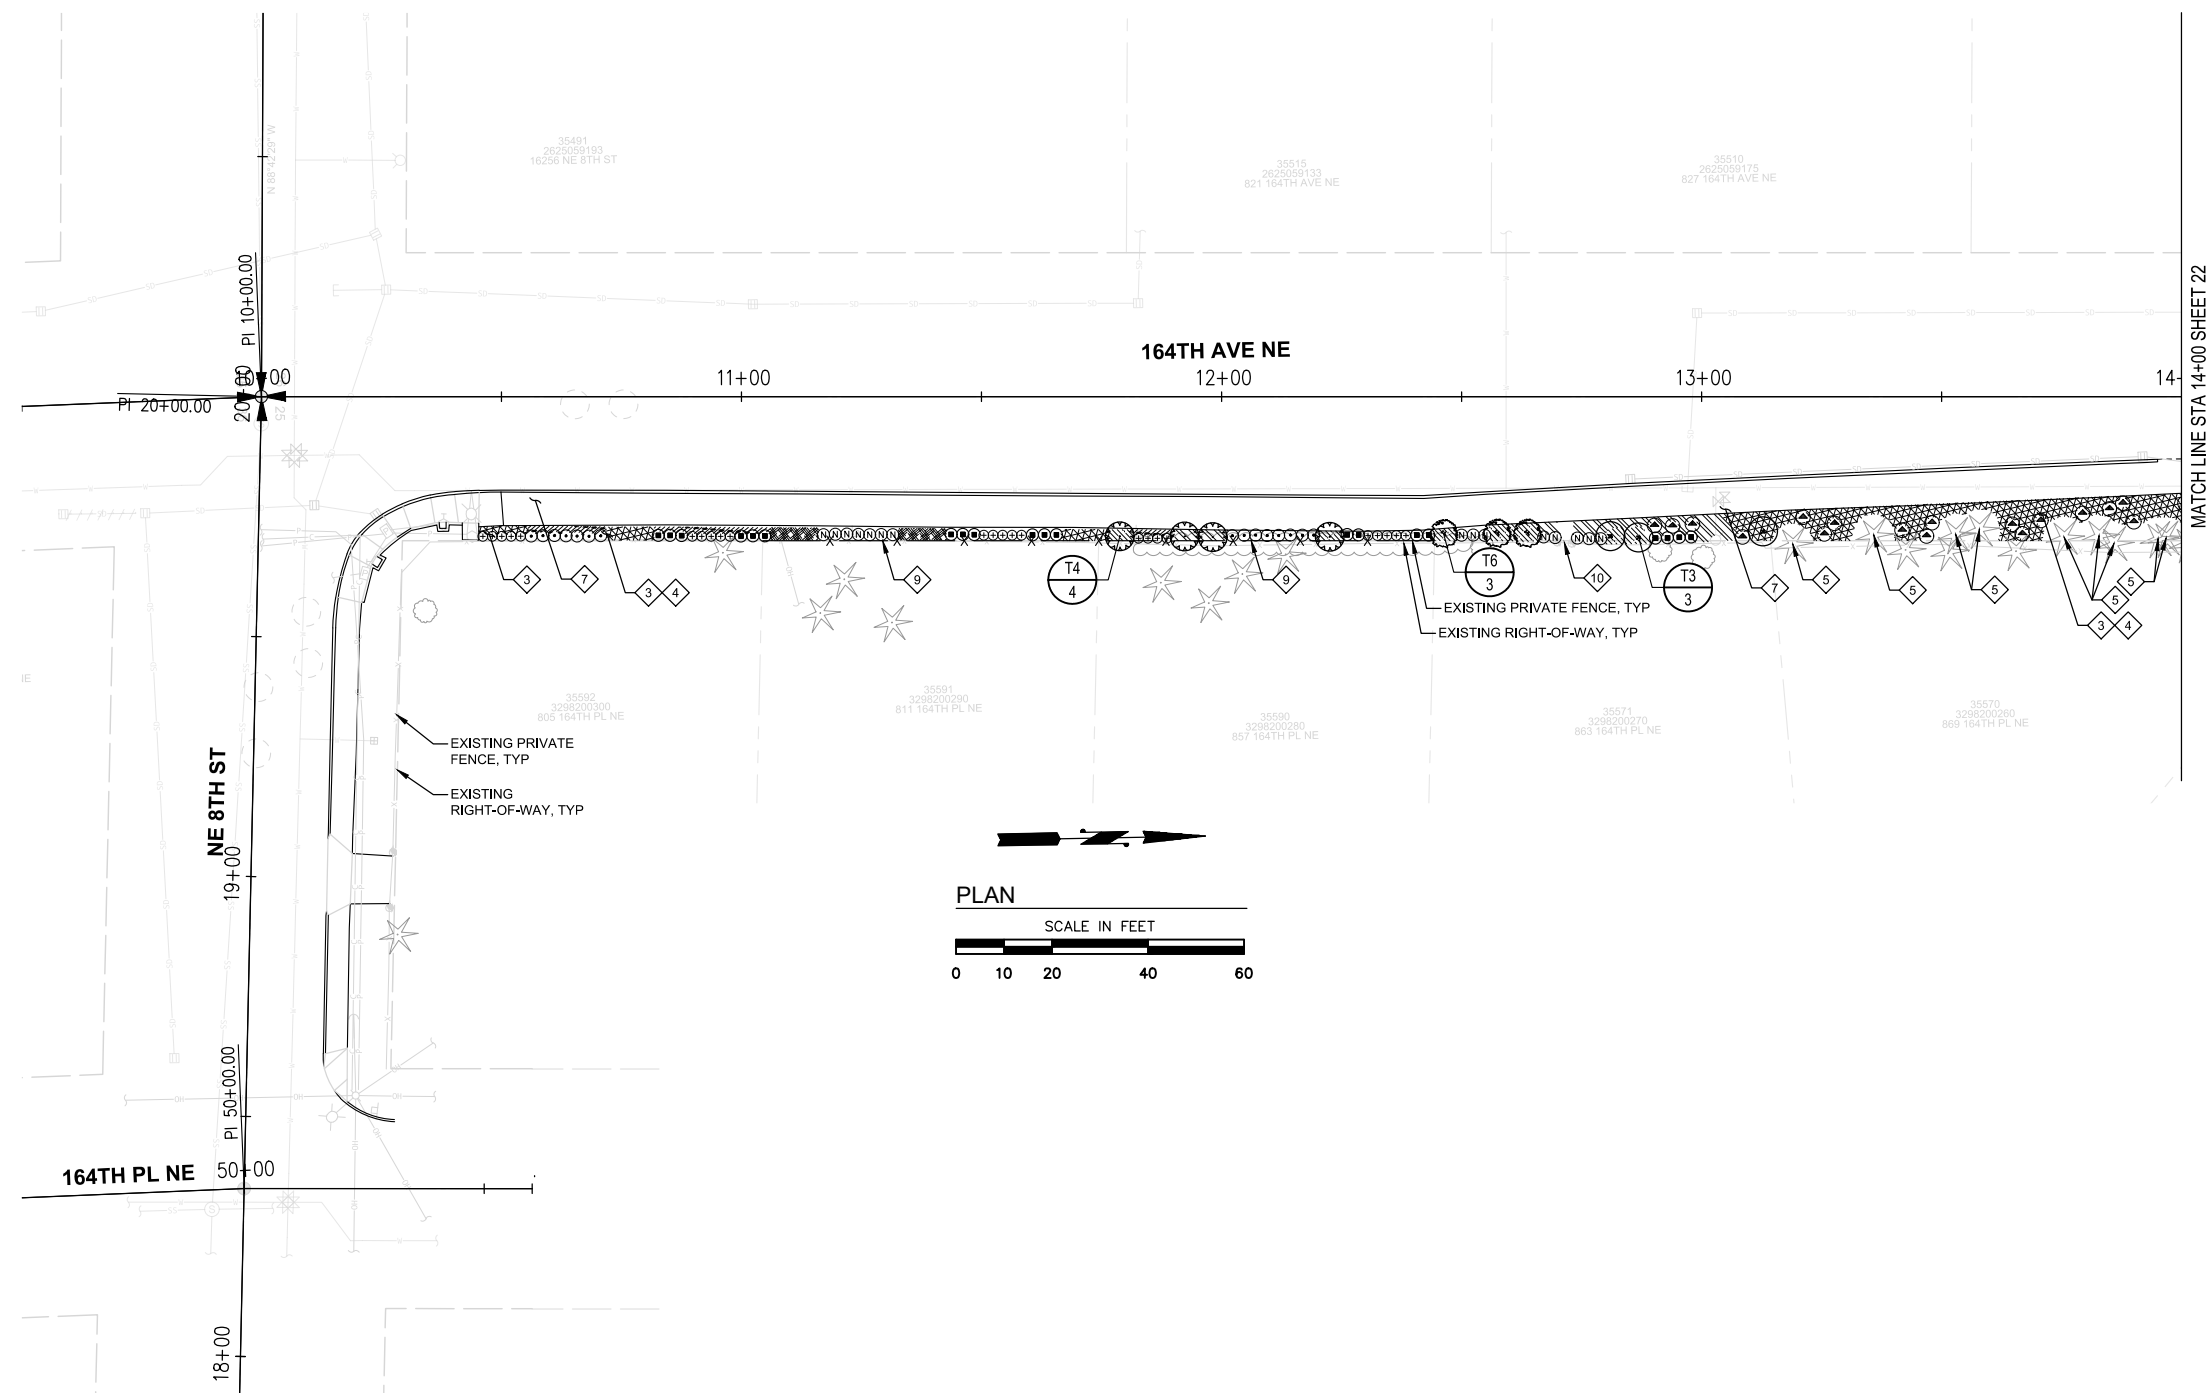 N 88°42'29" W
35491
2625059193
16256 NE 8TH ST
35515
2625059133
821 164TH AVE NE
35510
2625059175
827 164TH AVE NE
MATCH LINE STA 14+00 SHEET 22
PI 10+00.00
164TH AVE NE
10+00
11+00
12+00
13+00
14
PI 20+00.00
20+00
25
3
7
3 4
9
T4
4
9
T6
3
10
T3
3
7
5
5
5
5
5
3 4
EXISTING PRIVATE FENCE, TYP
EXISTING RIGHT-OF-WAY, TYP
NE
35592
3298200300
805 164TH PL NE
35591
3298200290
811 164TH PL NE
35590
3298200280
857 164TH PL NE
35571
3298200270
863 164TH PL NE
35570
3298200260
869 164TH PL NE
EXISTING PRIVATE
FENCE, TYP
EXISTING
RIGHT-OF-WAY, TYP
NE 8TH ST
19+00
PLAN
SCALE IN FEET
0 10 20 40 60
PI 50+00.00
164TH PL NE
50+00
18+00